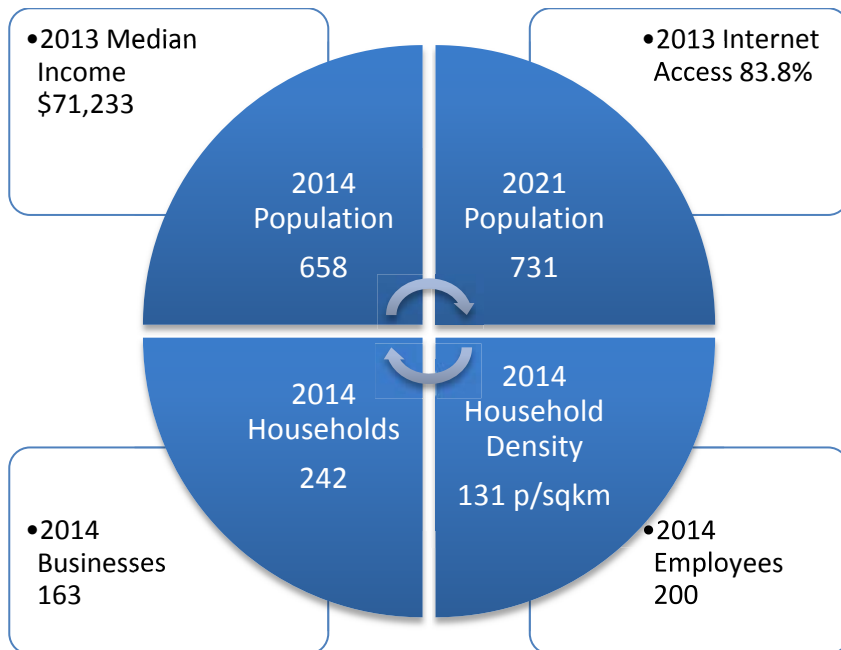 •2013 Median
Income
$71,233
•2013 Internet
Access 83.8%
2014
Population
658
2021
Population
731
2014
Households
242
2014
Household
Density
131 p/sqkm
•2014
Businesses
163
•2014
Employees
200